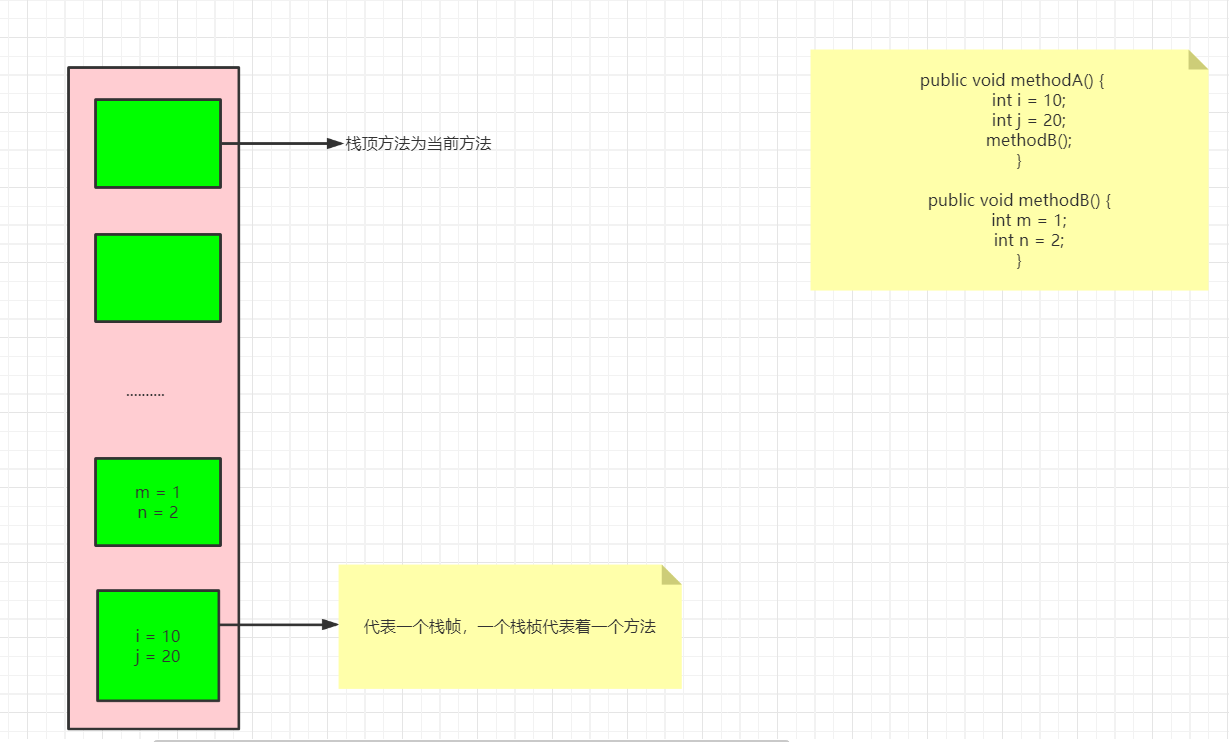 栈顶方法为当前方法
public void methodA() {
int i = 10;
int j = 20;
methodB();
}
public void methodB() {
int m = 1;
int n = 2;
}
..........
m = 1
n = 2
i = 10
j = 20
代表一个栈帧，一个栈桢代表着一个方法